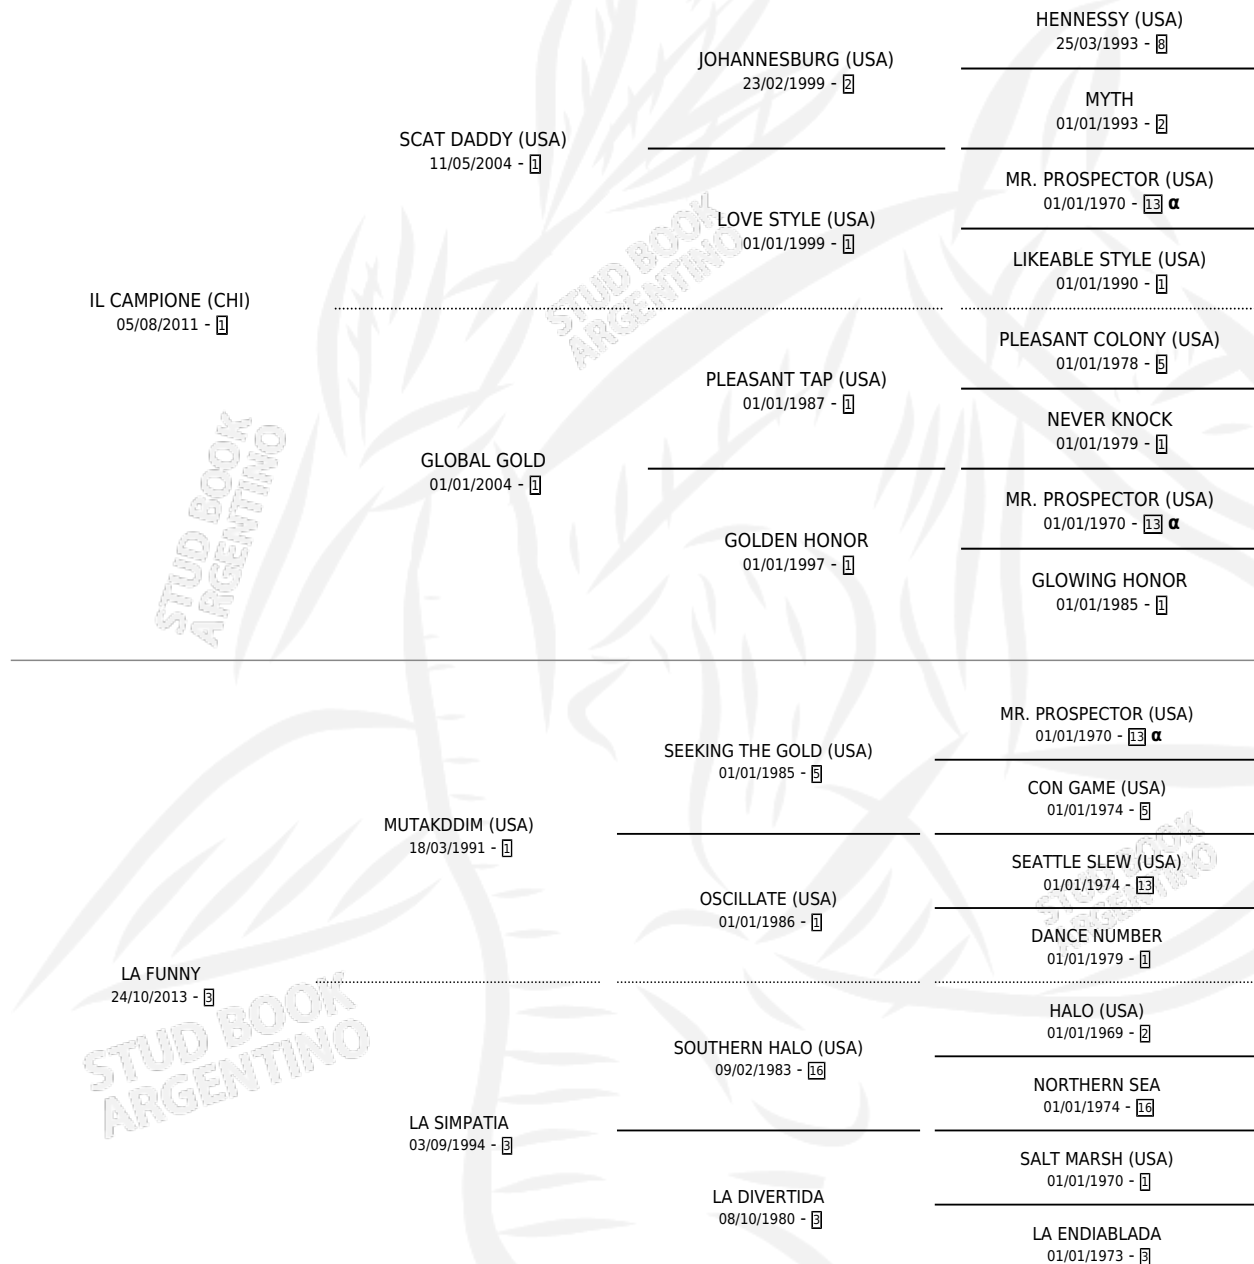 HENNESSY (USA)
25/03/1993 - 8
JOHANNESBURG (USA)
23/02/1999 - 2
MYTH
01/01/1993 - 2
SCAT DADDY (USA)
11/05/2004 - 1
MR. PROSPECTOR (USA)
01/01/1970 - 13 α
LOVE STYLE (USA)
01/01/1999 - 1
STUD BOOK
ARGENTINO
LIKEABLE STYLE (USA)
01/01/1990 - 1
IL CAMPIONE (CHI)
05/08/2011 - 1
PLEASANT COLONY (USA)
01/01/1978 - 5
PLEASANT TAP (USA)
01/01/1987 - 1
NEVER KNOCK
01/01/1979 - 1
GLOBAL GOLD
01/01/2004 - 1
STUD BOOK
ARGENTINO
MR. PROSPECTOR (USA)
01/01/1970 - 13 α
GOLDEN HONOR
01/01/1997 - 1
GLOWING HONOR
01/01/1985 - 1
MR. PROSPECTOR (USA)
01/01/1970 - 13 α
SEEKING THE GOLD (USA)
01/01/1985 - 5
CON GAME (USA)
01/01/1974 - 5
MUTAKDDIM (USA)
18/03/1991 - 1
SEATTLE SLEW (USA)
01/01/1974 - 13
STUD BOOK
ARGENTINO
OSCILLATE (USA)
01/01/1986 - 1
DANCE NUMBER
01/01/1979 - 1
LA FUNNY
24/10/2013 - 3
STUD BOOK
ARGENTINO
HALO (USA)
01/01/1969 - 2
SOUTHERN HALO (USA)
09/02/1983 - 16
NORTHERN SEA
01/01/1974 - 16
LA SIMPATIA
03/09/1994 - 3
SALT MARSH (USA)
01/01/1970 - 1
LA DIVERTIDA
08/10/1980 - 3
LA ENDIABLADA
01/01/1973 - 3